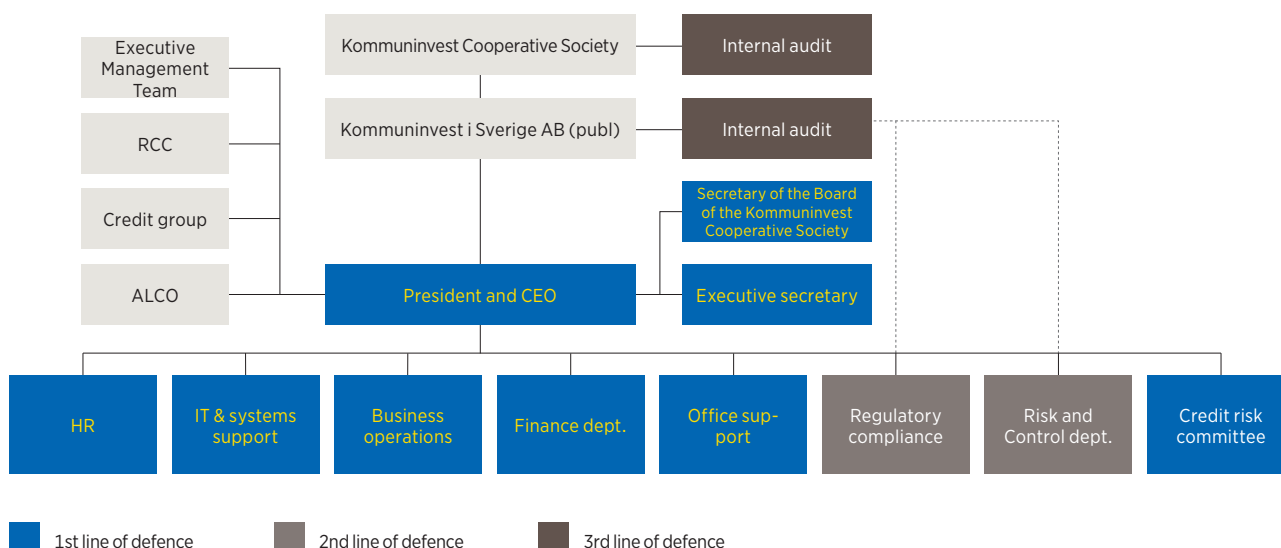 Executive
Management
Team
RCC
Credit group
ALCO
Kommuninvest Cooperative Society
Internal audit
Kommuninvest i Sverige AB (publ)
Internal audit
Secretary of the Board
of the Kommuninvest
Cooperative Society
President and CEO
Executive secretary
HR
IT & systems
support
Business
operations
Finance dept.
Office sup-
port
Regulatory
compliance
Risk and
Control dept.
Credit risk
committee
1st line of defence
2nd line of defence
3rd line of defence